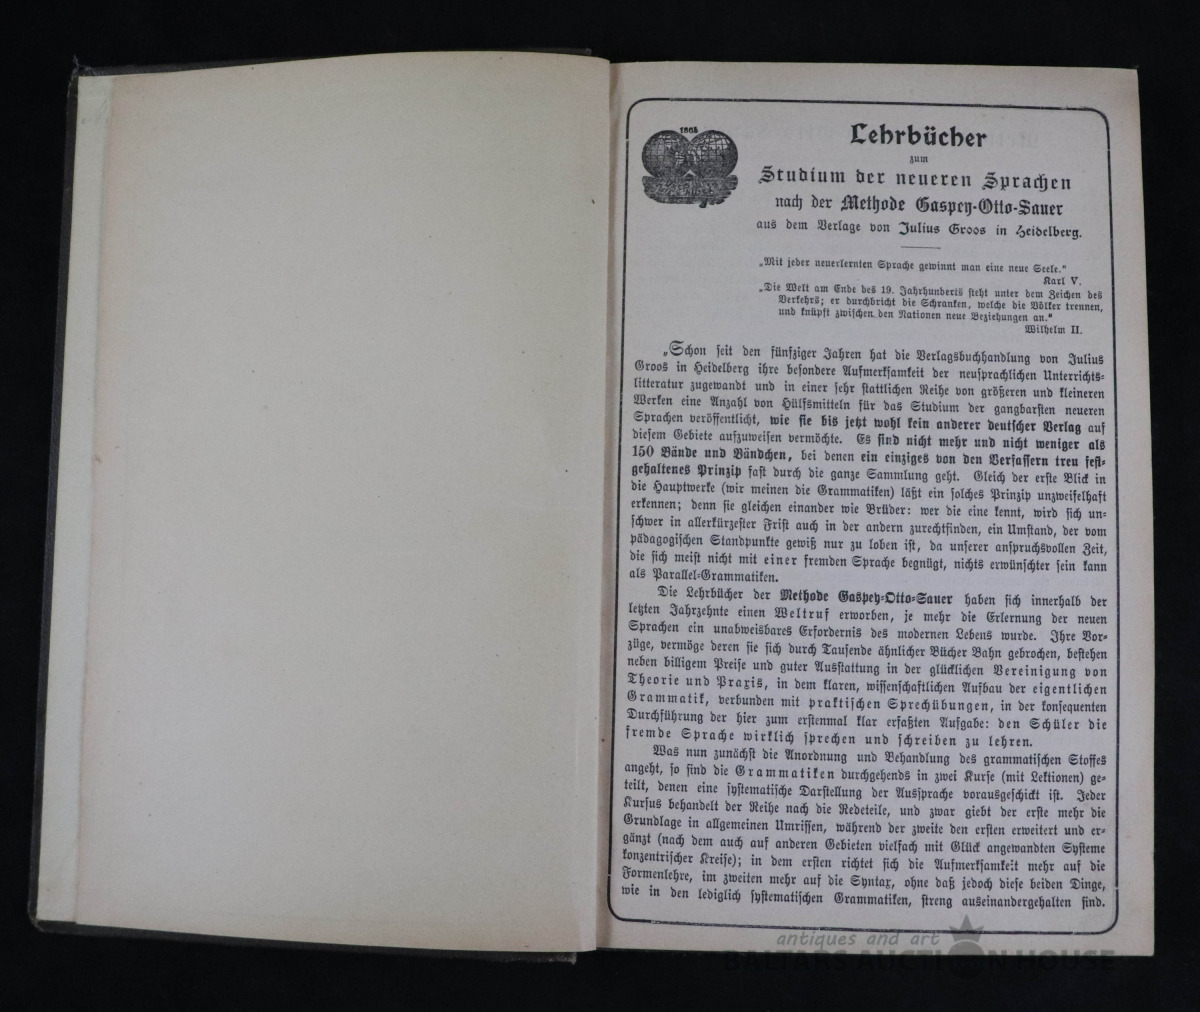 1863
Lehrbücher
zum
Studium der neueren Sprachen
nach der Methode Gaspey-Otto-Sauer
aus dem Verlage von Julius Groos in Heidelberg.
„Mit jeder neuerlernten Sprache gewinnt man eine neue Seele.“
Karl V.
„Die Welt am Ende des 19. Jahrhunderts steht unter dem Zeichen des
Verkehrs; er durchbricht die Schranken, welche die Völker trennen,
und knüpft zwischen den Nationen neue Beziehungen an.“
Wilhelm II.
„Schon seit den fünfziger Jahren hat die Verlagsbuchhandlung von Julius
Groos in Heidelberg ihre besondere Aufmerksamkeit der neusprachlichen Unterrichts-
litteratur zugewandt und in einer sehr stattlichen Reihe von größeren und kleineren
Werken eine Anzahl von Hülfsmitteln für das Studium der gangbarsten neueren
Sprachen veröffentlicht, wie sie bis jetzt wohl kein anderer deutscher Verlag auf
diesem Gebiete aufzuweisen vermöchte. Es sind nicht mehr und nicht weniger als
150 Bände und Bändchen, bei denen ein einziges von den Verfassern treu fest-
gehaltenes Prinzip fast durch die ganze Sammlung geht. Gleich der erste Blick in
die Hauptwerke (wir meinen die Grammatiken) läßt ein solches Prinzip unzweifelhaft
erkennen; denn sie gleichen einander wie Brüder: wer die eine kennt, wird sich un-
schwer in allerkürzester Frist auch in der andern zurechtfinden, ein Umstand, der vom
pädagogischen Standpunkte gewiß nur zu loben ist, da unserer anspruchsvollen Zeit,
die sich meist nicht mit einer fremden Sprache begnügt, nichts erwünschter sein kann
als Parallel-Grammatiken.
Die Lehrbücher der Methode Gaspey-Otto-Sauer haben sich innerhalb der
letzten Jahrzehnte einen Weltruf erworben, je mehr die Erlernung der neuen
Sprachen ein unabweisbares Erfordernis des modernen Lebens wurde. Ihre Vor-
züge, vermöge deren sie sich durch Tausende ähnlicher Bücher Bahn gebrochen, bestehen
neben billigem Preise und guter Ausstattung in der glücklichen Vereinigung von
Theorie und Praxis, in dem klaren, wissenschaftlichen Aufbau der eigentlichen
Grammatik, verbunden mit praktischen Sprechübungen, in der konsequenten
Durchführung der hier zum erstenmal klar erfaßten Aufgabe: den Schüler die
fremde Sprache wirklich sprechen und schreiben zu lehren.
Was nun zunächst die Anordnung und Behandlung des grammatischen Stoffes
angeht, so sind die Grammatiken durchgehends in zwei Kurse (mit Lektionen) ge-
teilt, denen eine systematische Darstellung der Aussprache vorausgeschickt ist. Jeder
Kursus behandelt der Reihe nach die Redeteile, und zwar giebt der erste mehr die
Grundlage in allgemeinen Umrissen, während der zweite den ersten erweitert und er-
gänzt (nach dem auch auf anderen Gebieten vielfach mit Glück angewandten Systeme
konzentrischer Kreise); in dem ersten richtet sich die Aufmerksamkeit mehr auf die
Formenlehre, im zweiten mehr auf die Syntax, ohne daß jedoch diese beiden Dinge,
wie in den lediglich systematischen Grammatiken, streng auseinandergehalten sind.
antiques and art
BALTARS AUCTION HOUSE